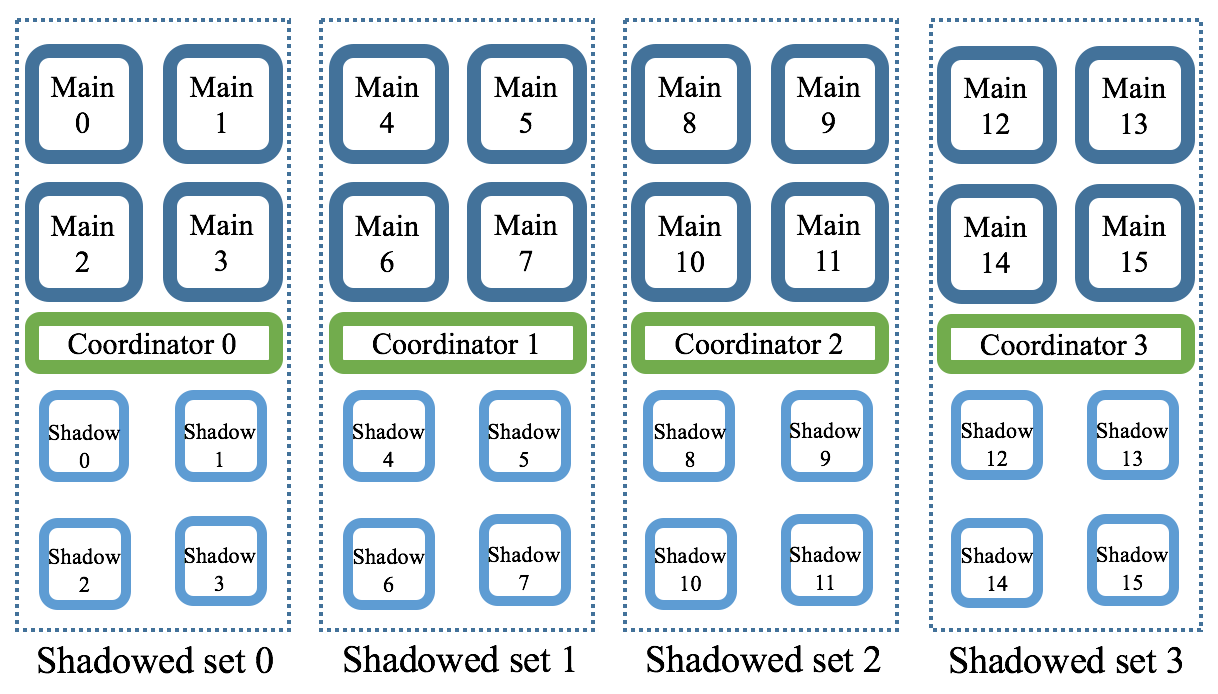 Main
0
Main
1
Main
2
Main
3
Coordinator 0
Shadow
0
Shadow
1
Shadow
2
Shadow
3
Shadowed set 0
Main
4
Main
5
Main
6
Main
7
Coordinator 1
Shadow
4
Shadow
5
Shadow
6
Shadow
7
Shadowed set 1
Main
8
Main
9
Main
10
Main
11
Coordinator 2
Shadow
8
Shadow
9
Shadow
10
Shadow
11
Shadowed set 2
Main
12
Main
13
Main
14
Main
15
Coordinator 3
Shadow
12
Shadow
13
Shadow
14
Shadow
15
Shadowed set 3